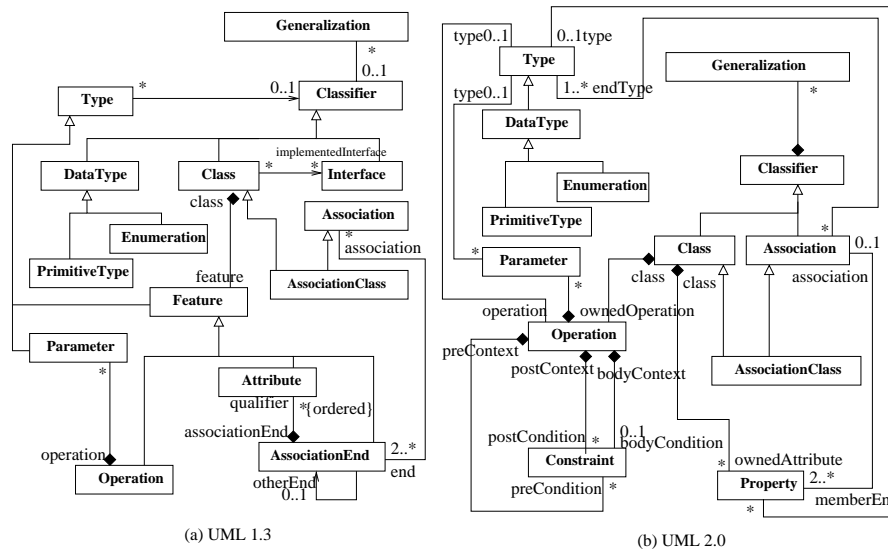 Generalization
*
0..1
Type
*
0..1
Classifier
DataType
Class
*
implementedInterface
*
Interface
class
Enumeration
PrimitiveType
Association
*
association
AssociationClass
feature
Feature
Parameter
*
Attribute
qualifier
*{ordered}
associationEnd
operation
Operation
AssociationEnd
2..*
end
otherEnd
0..1
(a) UML 1.3
type0..1
0..1type
Type
type0..1
1..* endType
Generalization
*
DataType
Classifier
Enumeration
PrimitiveType
*
Parameter
*
Class
class
class
Association
*
0..1
association
operation
ownedOperation
Operation
preContext
postContext
bodyContext
AssociationClass
postCondition
*
0..1
bodyCondition
Constraint
preCondition
*
*
ownedAttribute
Property
2..*
memberEn
*
(b) UML 2.0